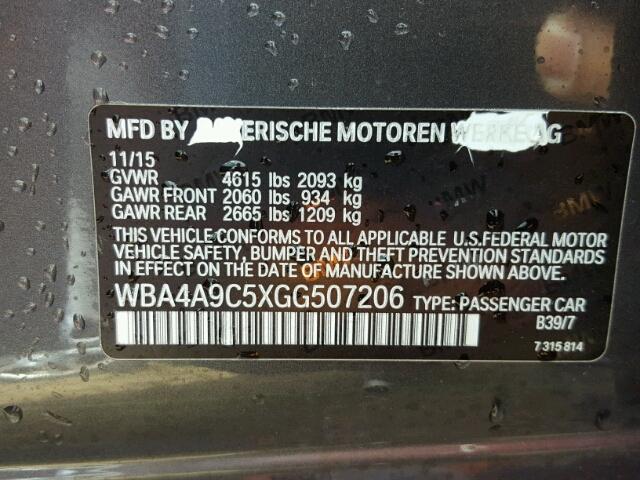 MFD BY ERISCHE MOTOREN WERKE AG
11/15
GVWR 4615 lbs 2093 kg
GAWR FRONT 2060 lbs 934 kg
GAWR REAR 2665 lbs 1209 kg
THIS VEHICLE CONFORMS TO ALL APPLICABLE U.S.FEDERAL MOTOR
VEHICLE SAFETY, BUMPER AND THEFT PREVENTION STANDARDS
IN EFFECT ON THE DATE OF MANUFACTURE SHOWN ABOVE.
WBA4A9C5XGG507206 TYPE: PASSENGER CAR
B39/7
7 315 814